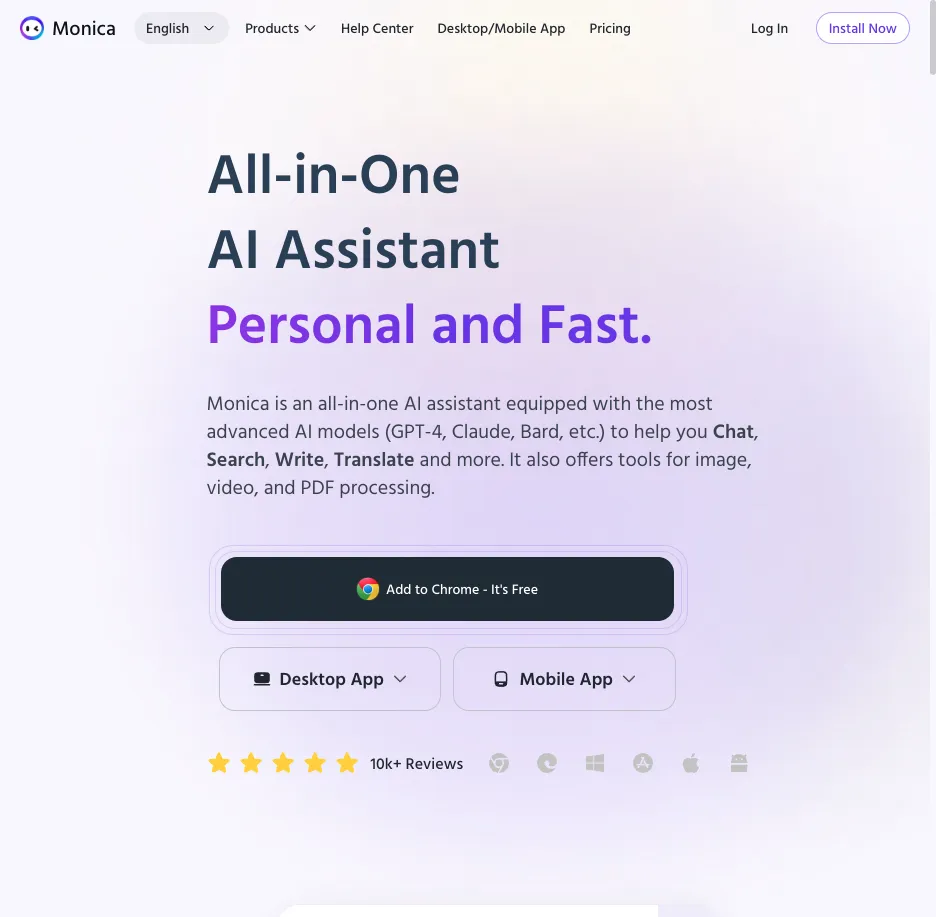 Monica English Products Help Center Desktop/Mobile App Pricing Log In Install Now
All-in-One
AI Assistant
Personal and Fast.
Monica is an all-in-one AI assistant equipped with the most
advanced AI models (GPT-4, Claude, Bard, etc.) to help you Chat,
Search, Write, Translate and more. It also offers tools for image,
video, and PDF processing.
Add to Chrome - It's Free
Desktop App Mobile App
10k+ Reviews